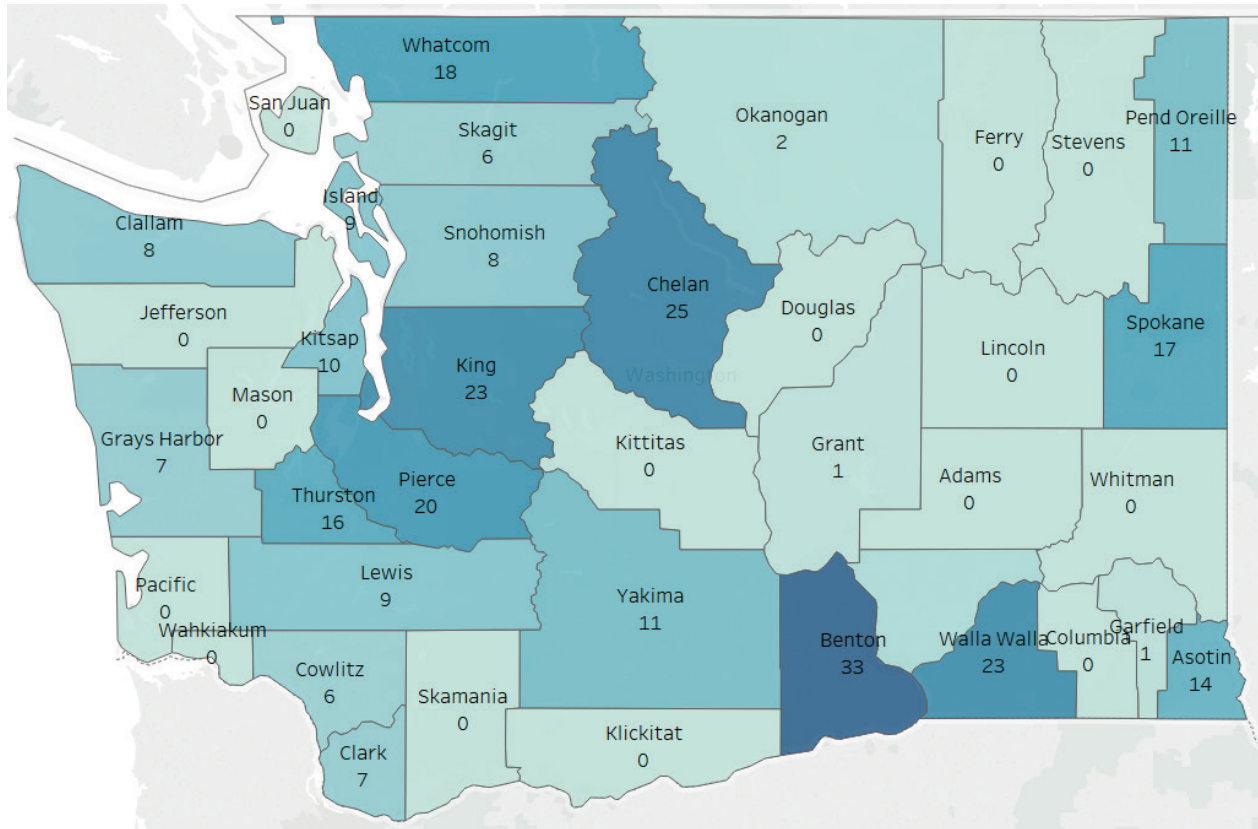 Whatcom
18
San Juan
0
Skagit
6
Okanogan
2
Ferry
0
Stevens
0
Pend Oreille
11
Island
9
Clallam
8
Snohomish
8
Chelan
25
Douglas
0
Jefferson
0
Kitsap
10
King
23
Lincoln
0
Spokane
17
Washington
Mason
0
Grays Harbor
7
Kittitas
0
Grant
1
Adams
0
Whitman
0
Thurston
16
Pierce
20
Pacific
0
Lewis
9
Yakima
11
Wahkiakum
0
Benton
33
Walla Walla
23
Columbia
0
Garfield
1
Asotin
14
Cowlitz
6
Skamania
0
Klickitat
0
Clark
7